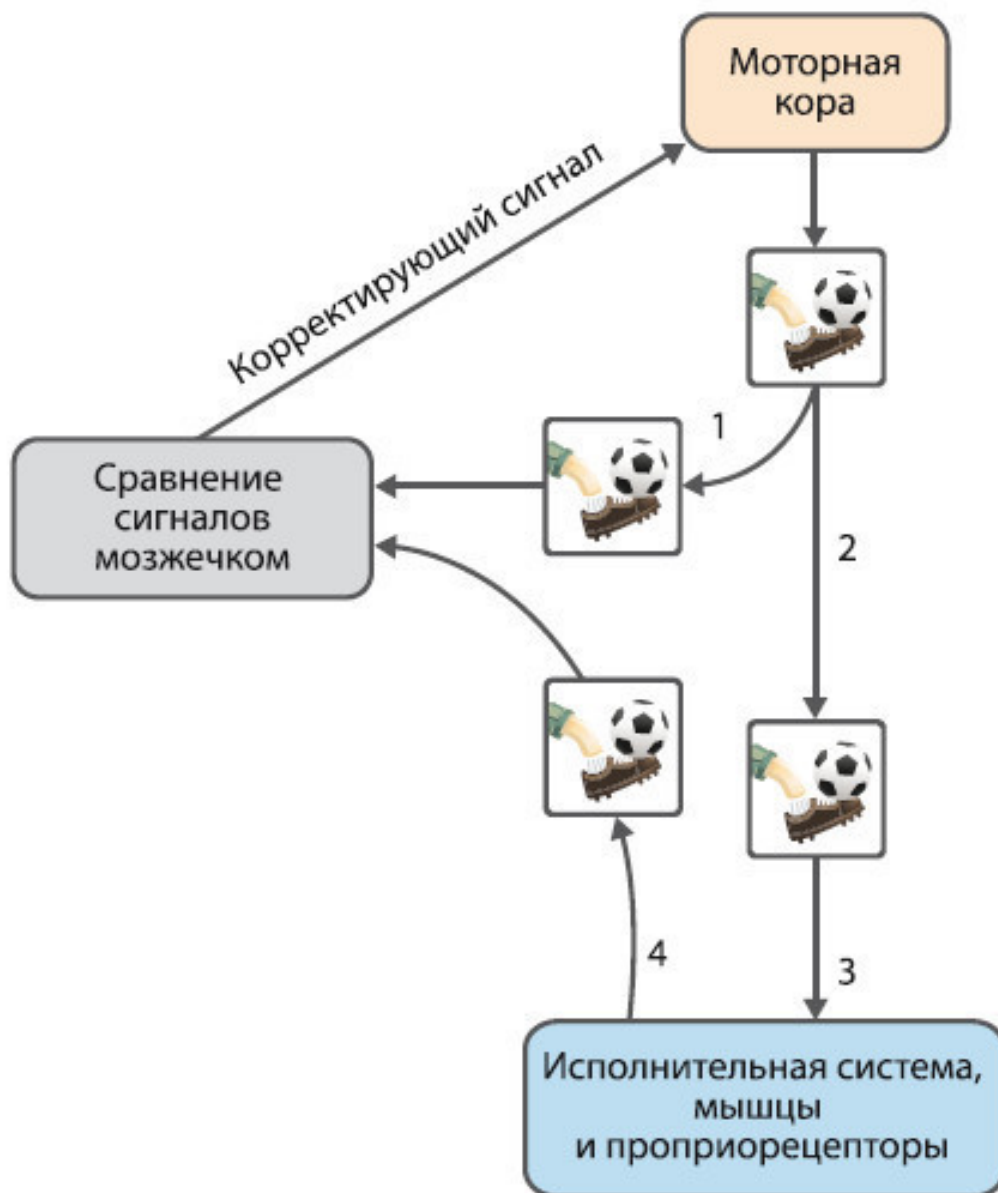 Моторная
кора
Корректирующий сигнал
1
Сравнение
сигналов
мозжечком
2
4
3
Исполнительная система,
мышцы
и проприорецепторы